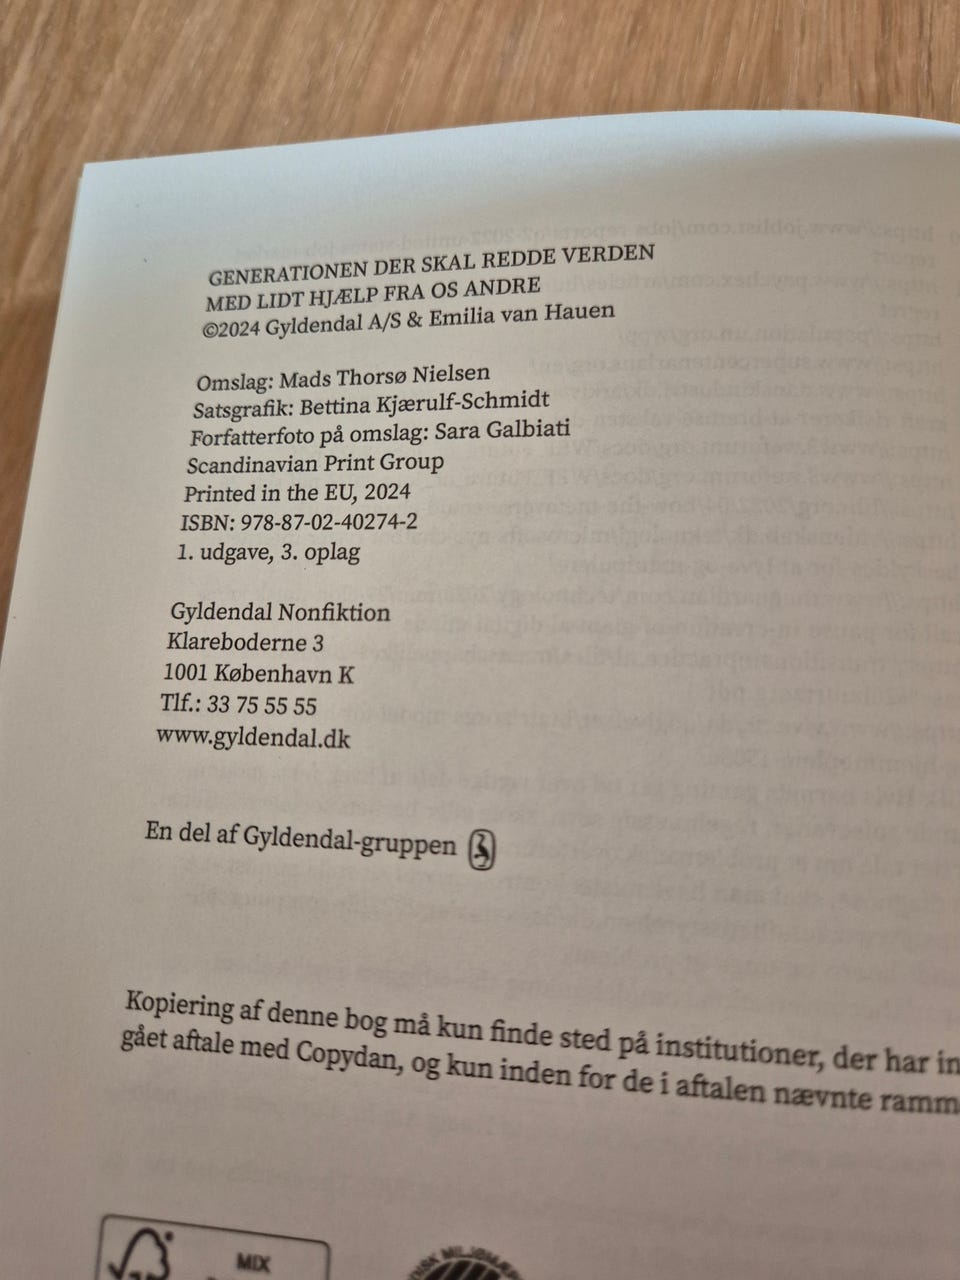 GENERATIONEN DER SKAL REDDE VERDEN
MED LIDT HJÆLP FRA OS ANDRE
©2024 Gyldendal A/S & Emilia van Hauen
Omslag: Mads Thorsø Nielsen
Satsgrafik: Bettina Kjærulf-Schmidt
Forfatterfoto på omslag: Sara Galbiati
Scandinavian Print Group
Printed in the EU, 2024
ISBN: 978-87-02-40274-2
1. udgave, 3. oplag
Gyldendal Nonfiktion
Klareboderne 3
1001 København K
Tlf.: 33 75 55 55
www.gyldendal.dk
En del af Gyldendal-gruppen
Kopiering af denne bog må kun finde sted på institutioner, der har in
gået aftale med Copydan, og kun inden for de i aftalen nævnte ramm
MIX